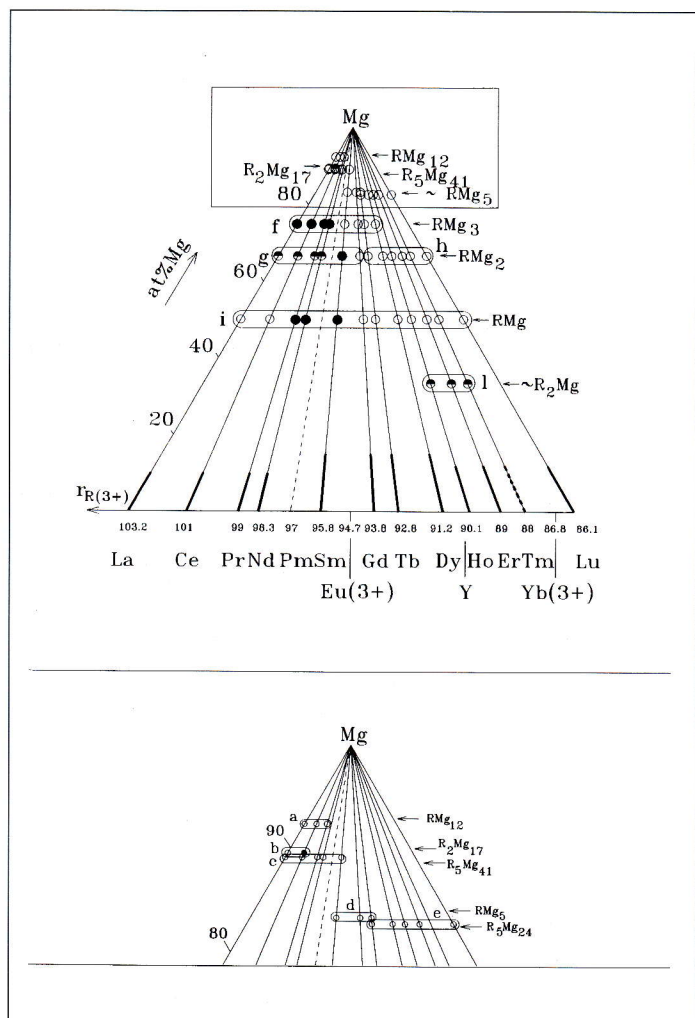 Mg
R2Mg17 RMg12
R5Mg41
80 ~ RMg5
f RMg3
g h RMg2
60
at%Mg
i RMg
40
l ~R2Mg
20
rR(3+)
103.2 101 99 98.3 97 95.8 94.7 93.8 92.8 91.2 90.1 89 88 86.8 86.1
La Ce Pr Nd Pm Sm Gd Tb Dy Ho Er Tm Lu
Eu(3+) Y Yb(3+)
Mg
a RMg12
90
b R2Mg17
c R5Mg41
d e RMg5
R5Mg24
80